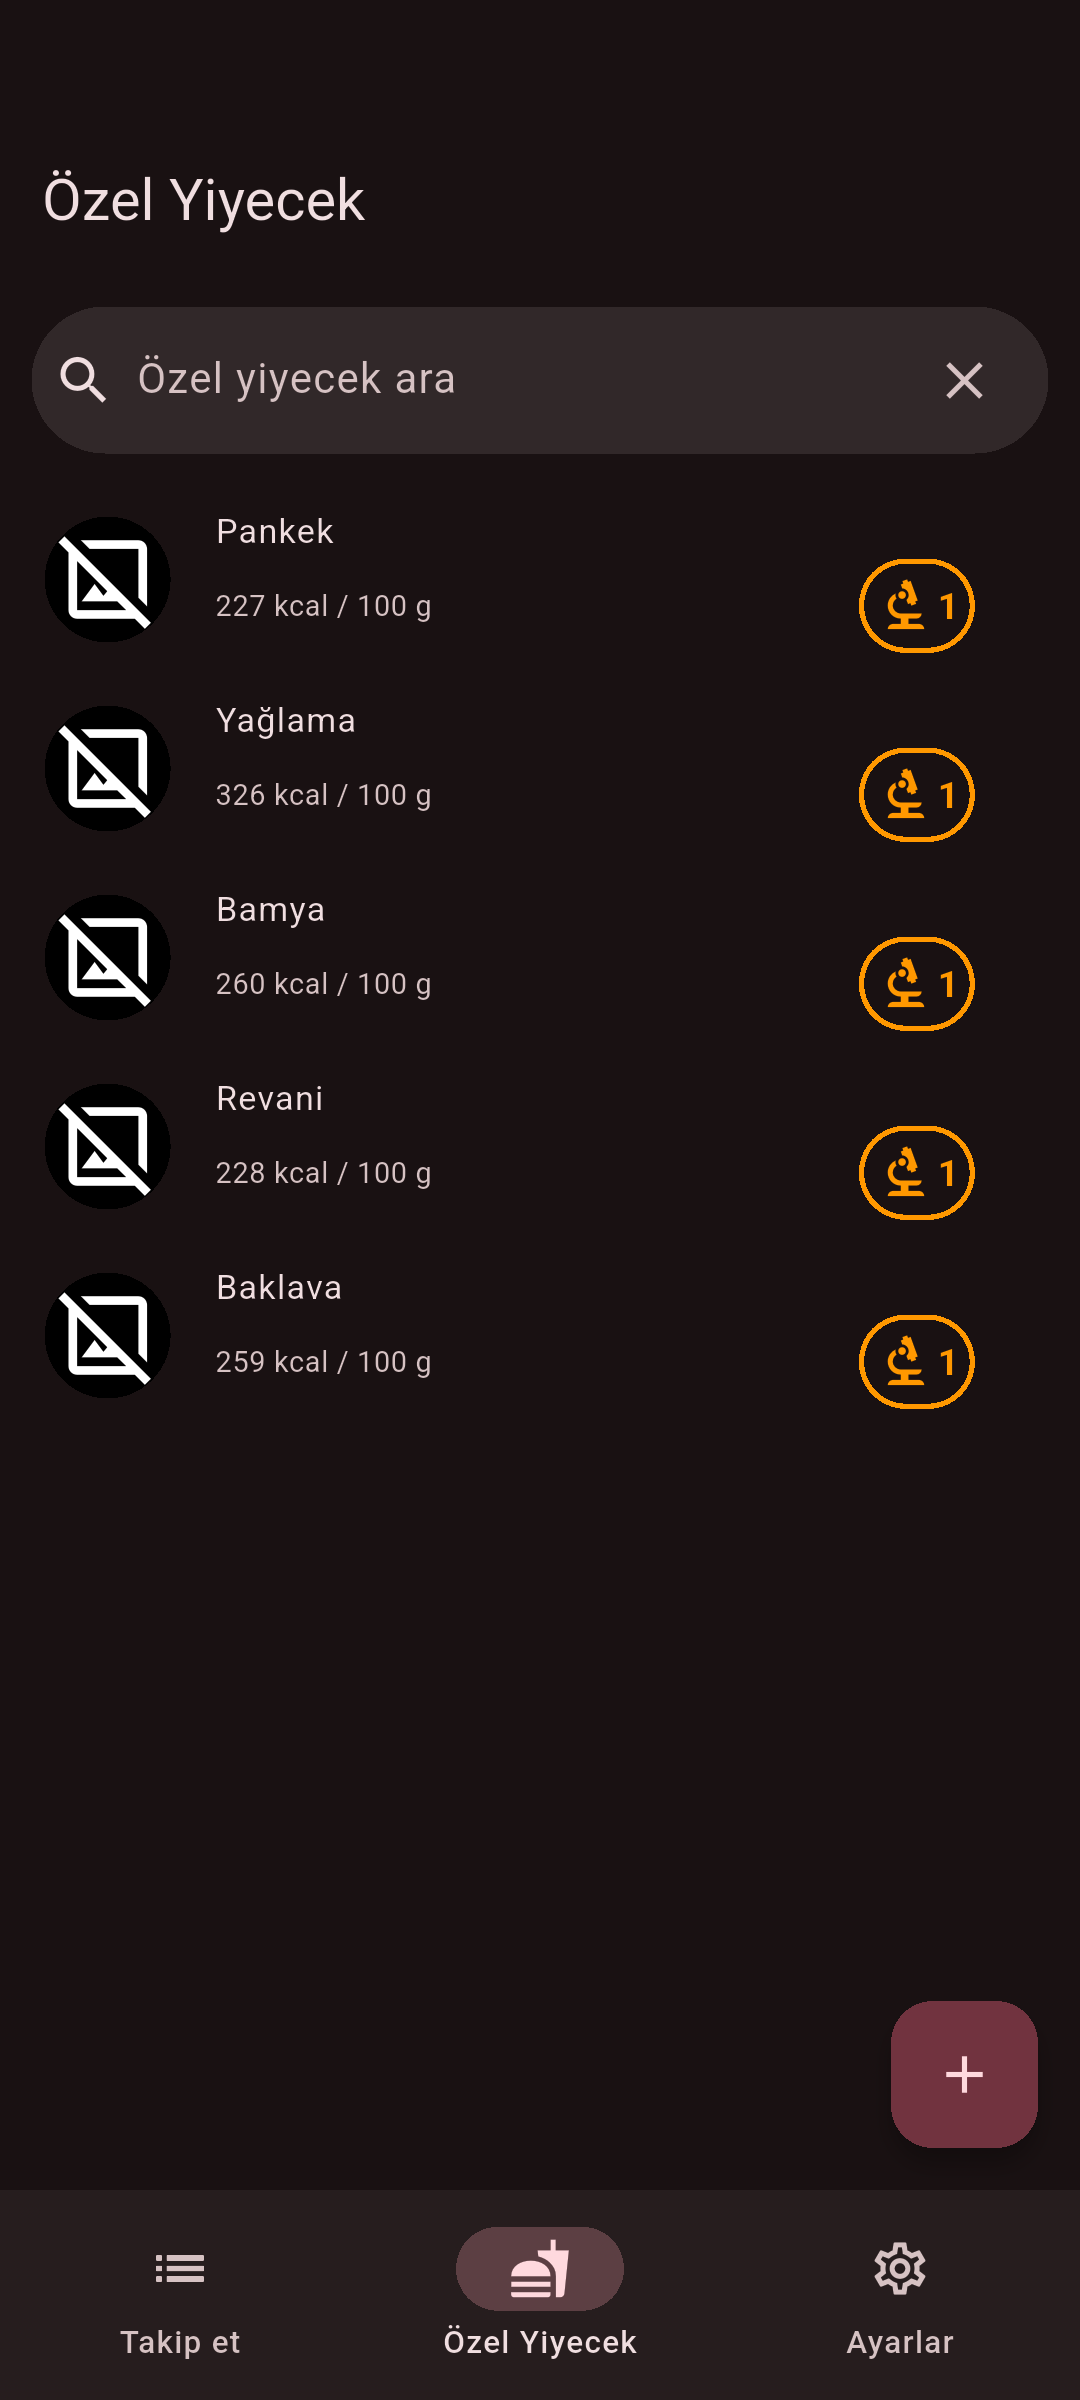 Özel Yiyecek
Özel yiyecek ara
Pankek
227 kcal / 100 g
1
Yağlama
326 kcal / 100 g
1
Bamya
260 kcal / 100 g
1
Revani
228 kcal / 100 g
1
Baklava
259 kcal / 100 g
1
Takip et
Özel Yiyecek
Ayarlar